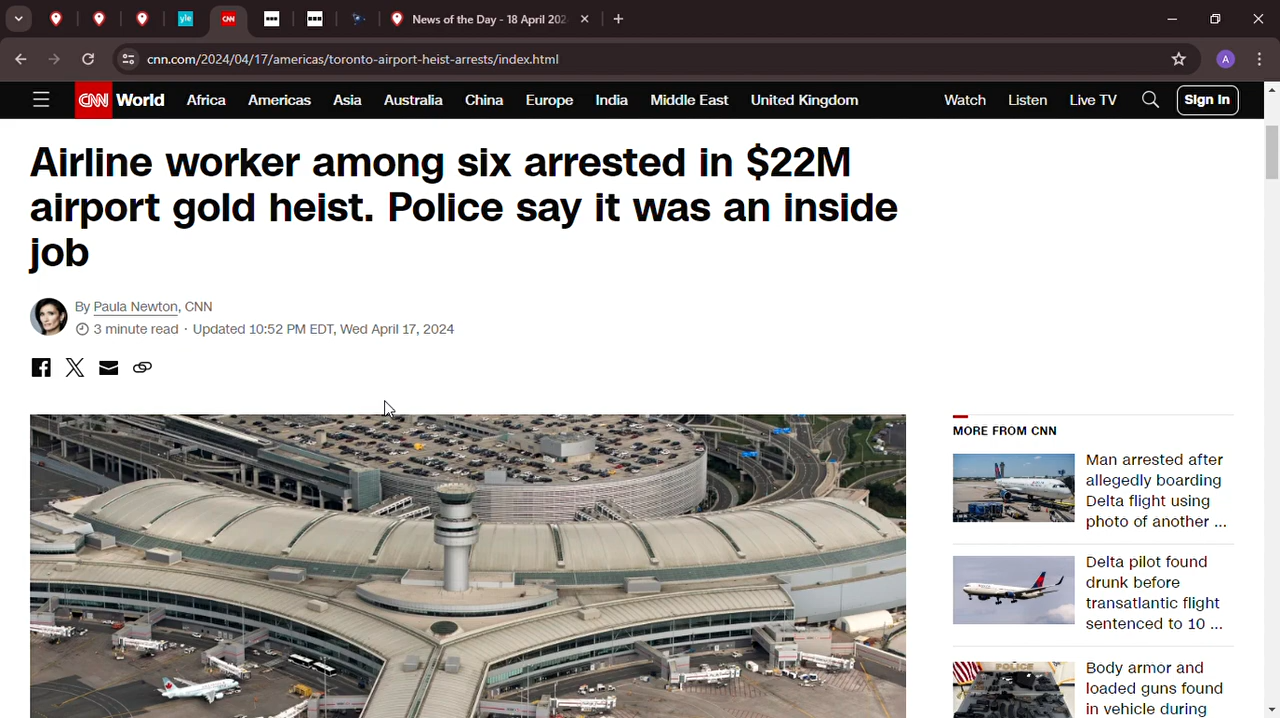 yle
CNN
News of the Day - 18 April 202
cnn.com/2024/04/17/americas/toronto-airport-heist-arrests/index.html
A
CNN World Africa Americas Asia Australia China Europe India Middle East United Kingdom Watch Listen Live TV Sign In
Airline worker among six arrested in $22M
airport gold heist. Police say it was an inside
job
By Paula Newton, CNN
3 minute read · Updated 10:52 PM EDT, Wed April 17, 2024
MORE FROM CNN
Man arrested after
allegedly boarding
Delta flight using
photo of another ...
Delta pilot found
drunk before
transatlantic flight
sentenced to 10 ...
POLICE
Body armor and
loaded guns found
in vehicle during